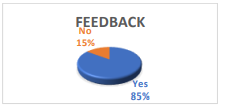 FEEDBACK
No
15%
Yes
85%